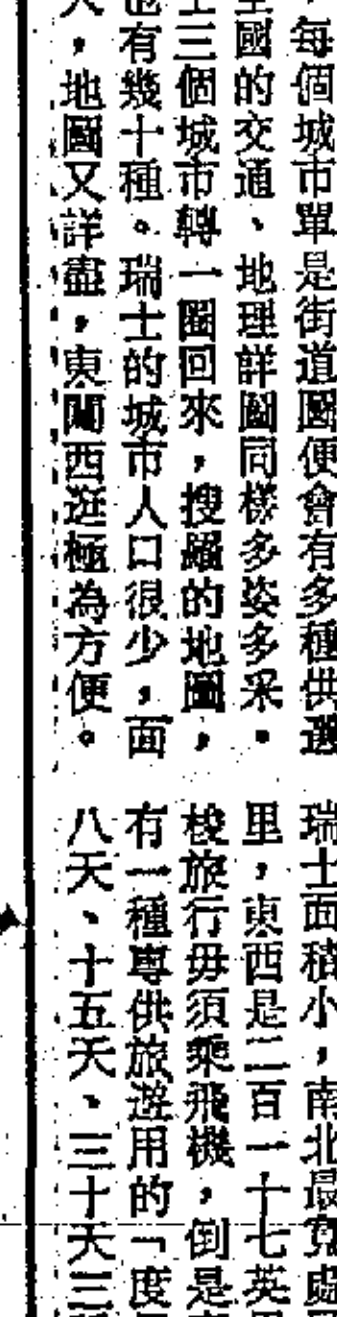 ，每個城市單是街道圖便會有多種供選
全國的交通、地理詳圖同樣多姿多采。
士三個城市轉一圈回來，搜羅的地圖，
也有幾十種。瑞士的城市人口很少，面
，地圖又詳盡，東闖西逛極為方便。
瑞士面積小，南北最寬處
里，東西是二百一十七英里
梭旅行毋須乘飛機，倒是
有一種專供旅遊用的「度
八天、十五天、三十天三